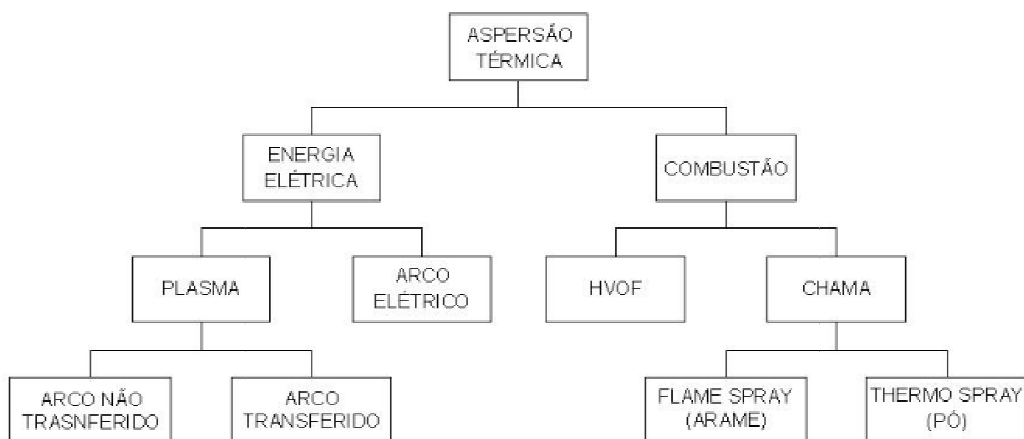 ASPERSÃO
TÉRMICA
ENERGIA
ELÉTRICA
COMBUSTÃO
PLASMA
ARCO
ELÉTRICO
HVOF
CHAMA
ARCO NÃO
TRASNFERIDO
ARCO
TRANSFERIDO
FLAME SPRAY
(ARAME)
THERMO SPRAY
(PÓ)